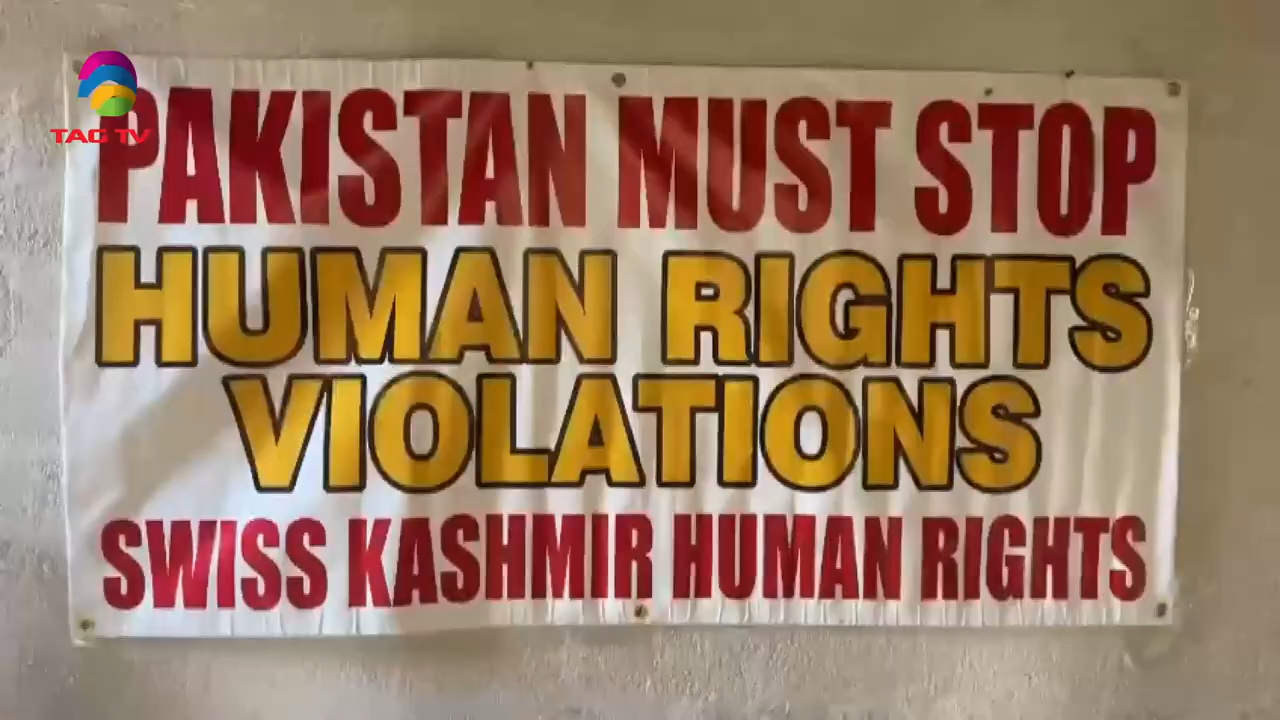 TAG TV
PAKISTAN MUST STOP
HUMAN RIGHTS
VIOLATIONS
SWISS KASHMIR HUMAN RIGHTS